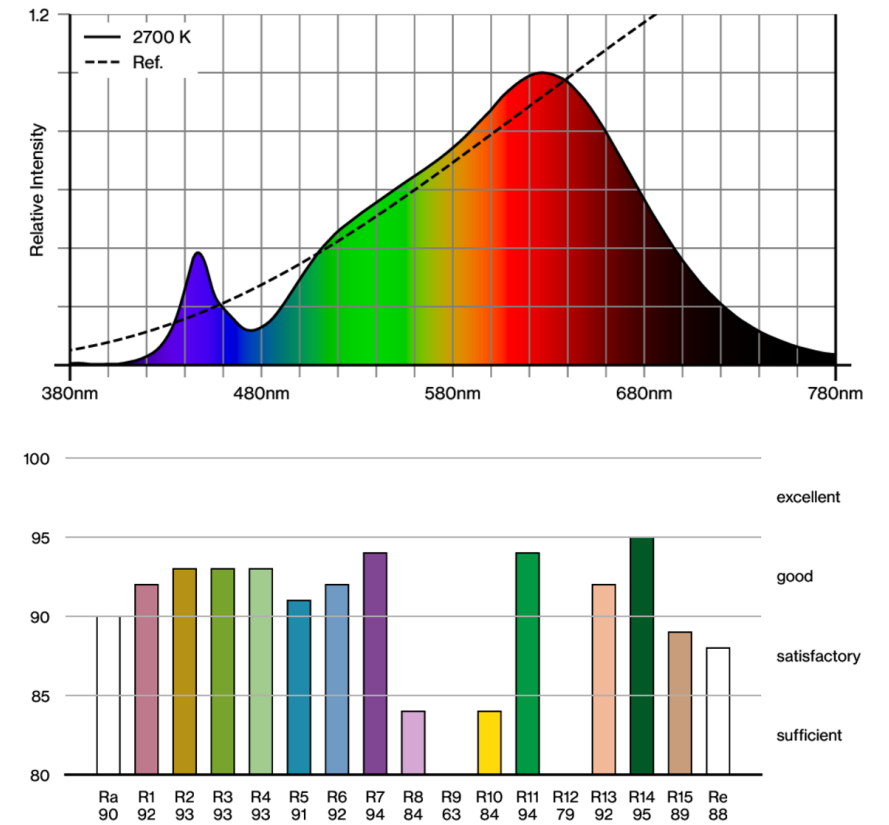 1.2
2700 K
Ref.
Relative Intensity
380nm 480nm 580nm 680nm 780nm
100
excellent
95
good
90
satisfactory
85
sufficient
80
Ra R1 R2 R3 R4 R5 R6 R7 R8 R9 R10 R11 R12 R13 R14 R15 Re
90 92 93 93 93 91 92 94 84 63 84 94 79 92 95 89 88